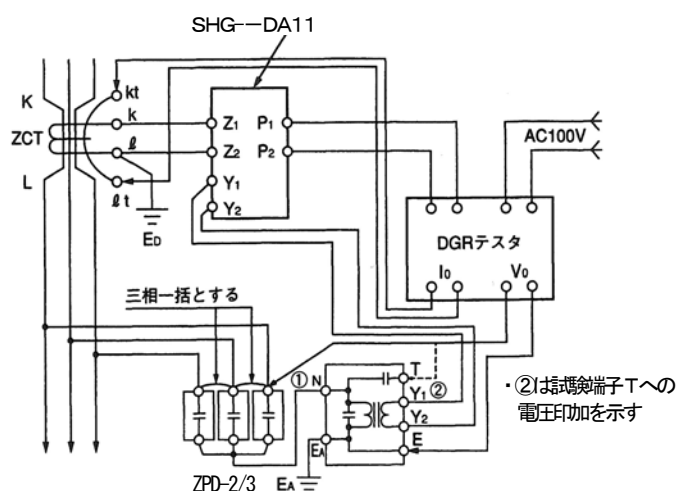 SHG−−DA11
K
kt
k
ZCT
ℓ
L
ℓt
ED
Z1
Z2
Y1
Y2
P1
P2
AC100V
DGRテスタ
I0
V0
三相一括とする
① N
T
Y1 ②
Y2
E
EA
EA
ZPD-2/3
・②は試験端子Tへの
電圧印加を示す